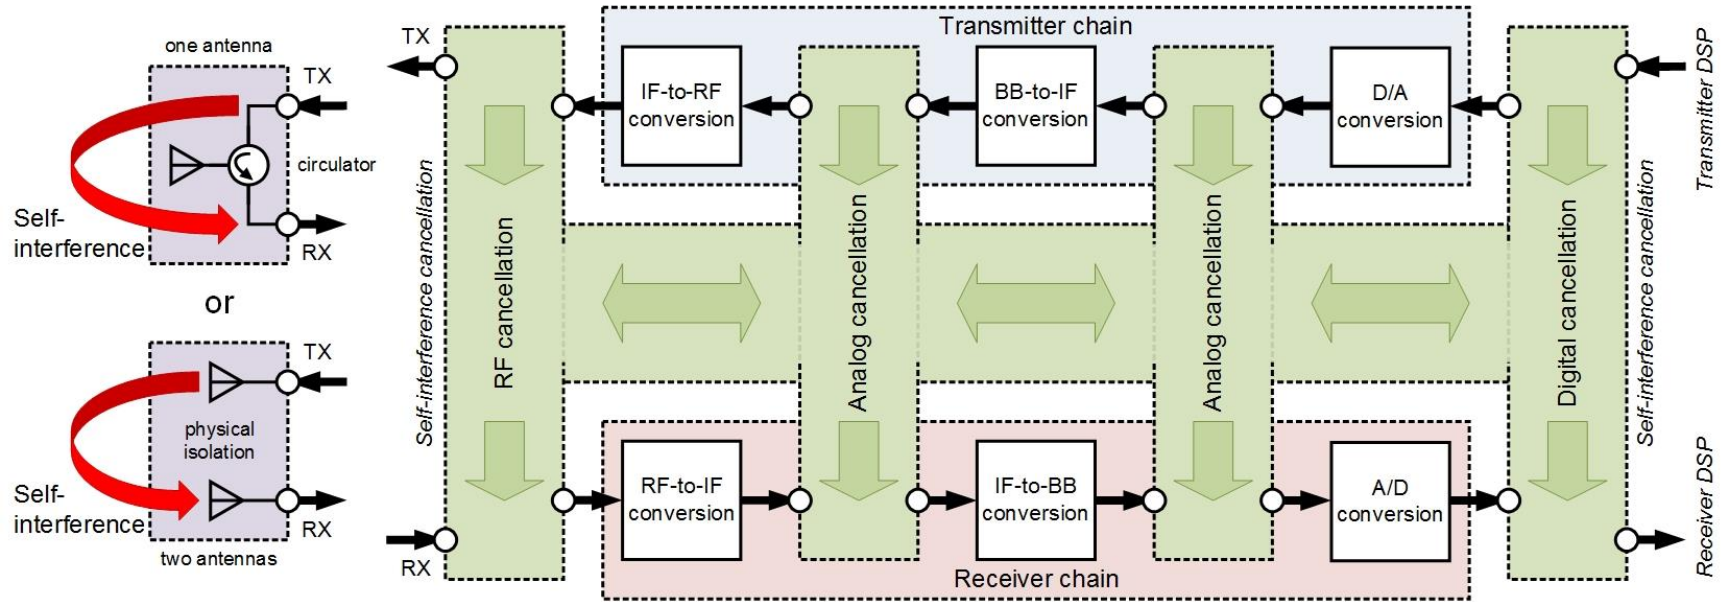 one antenna
TX
circulator
Self-
interference
RX
or
TX
physical
isolation
Self-
interference
RX
two antennas
TX
Self-interference cancellation
RF cancellation
RX
Transmitter chain
IF-to-RF
conversion
BB-to-IF
conversion
D/A
conversion
Analog cancellation
Analog cancellation
Digital cancellation
Self-interference cancellation
Transmitter DSP
RF-to-IF
conversion
IF-to-BB
conversion
A/D
conversion
Receiver chain
Receiver DSP